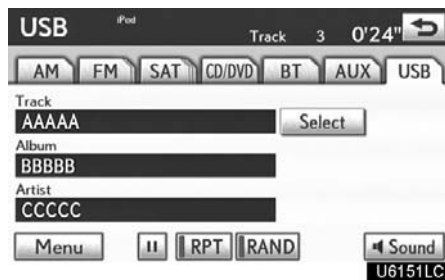 USB iPod Track 3 0'24"
AM FM SAT CD/DVD BT AUX USB
Track
AAAAA Select
Album
BBBBB
Artist
CCCCC
Menu II RPT RAND Sound
U6151LC